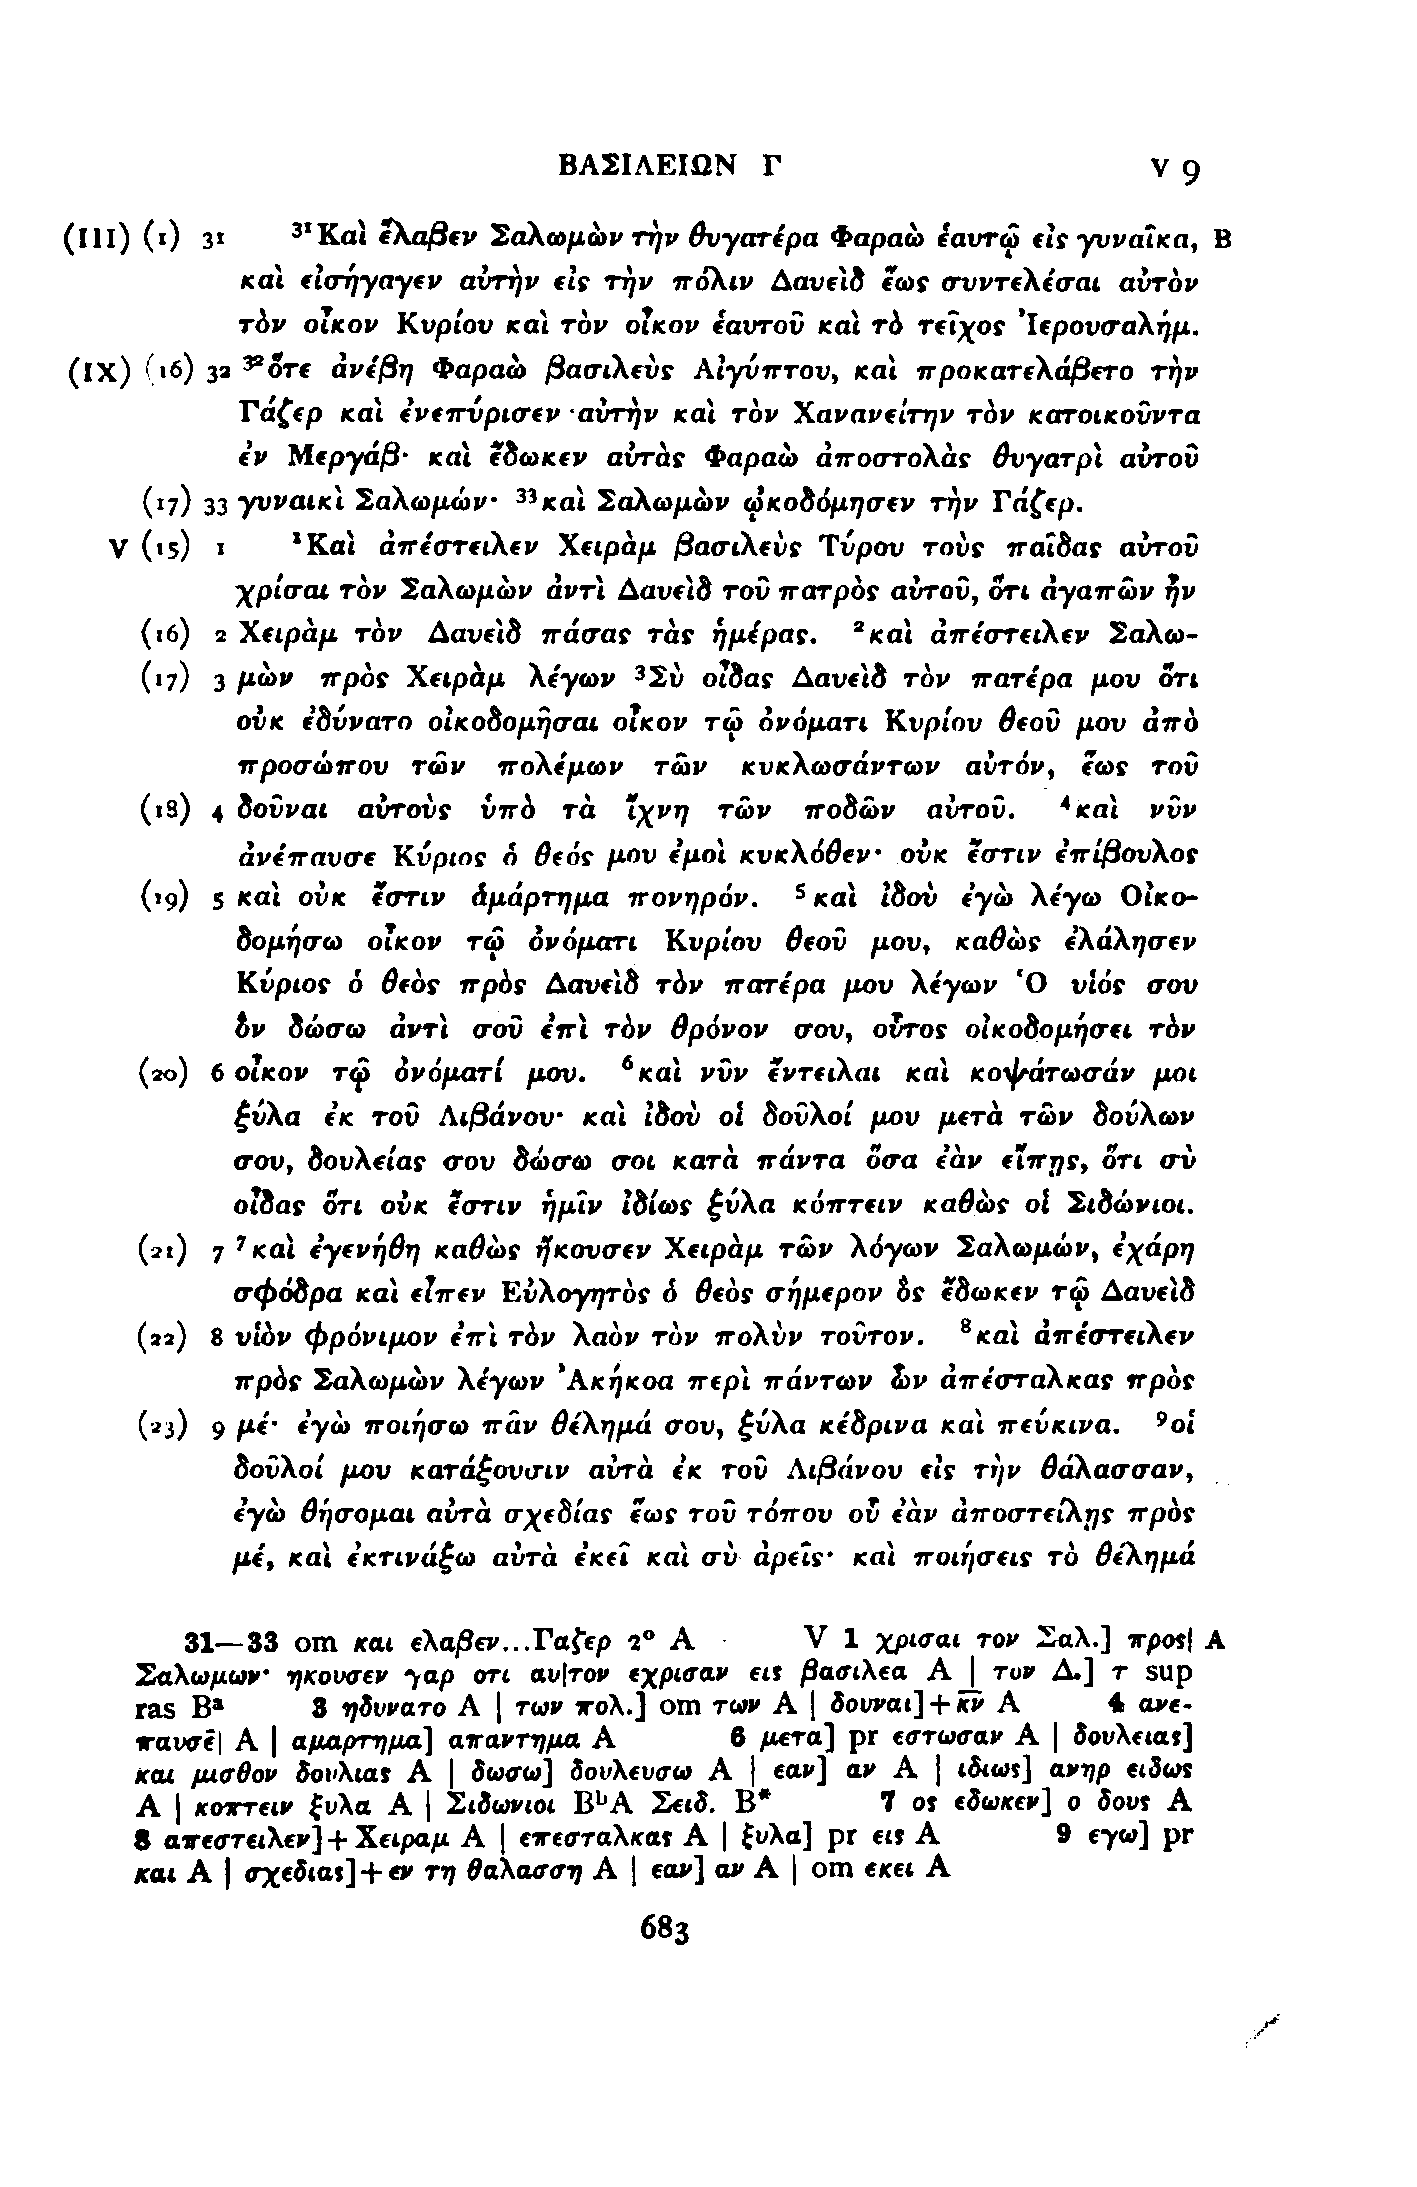 ΒΑΣΙΛΕΙΩΝ Γ V 9
(III) (1) 31 ³¹Καὶ ἔλαβεν Σαλωμὼν τὴν θυγατέρα Φαραὼ ἑαυτῷ εἰς γυναῖκα, B
καὶ εἰσήγαγεν αὐτὴν εἰς τὴν πόλιν Δαυεὶδ ἕως συντελέσαι αὐτὸν
τὸν οἶκον Κυρίου καὶ τὸν οἶκον ἑαυτοῦ καὶ τὸ τεῖχος Ἰερουσαλήμ.
(IX) (16) 32 ³²ὅτε ἀνέβη Φαραὼ βασιλεὺς Αἰγύπτου, καὶ προκατελάβετο τὴν
Γάζερ καὶ ἐνεπύρισεν αὐτὴν καὶ τὸν Χανανείτην τὸν κατοικοῦντα
ἐν Μεργάβ· καὶ ἔδωκεν αὐτὰς Φαραὼ ἀποστολὰς θυγατρὶ αὐτοῦ
(17) 33 γυναικὶ Σαλωμών· ³³καὶ Σαλωμὼν ᾠκοδόμησεν τὴν Γάζερ.
V (15) 1 ¹Καὶ ἀπέστειλεν Χειρὰμ βασιλεὺς Τύρου τοὺς παῖδας αὐτοῦ
χρίσαι τὸν Σαλωμὼν ἀντὶ Δαυεὶδ τοῦ πατρὸς αὐτοῦ, ὅτι ἀγαπῶν ἦν
(16) 2 Χειρὰμ τὸν Δαυεὶδ πάσας τὰς ἡμέρας. ²καὶ ἀπέστειλεν Σαλω-
(17) 3 μὼν πρὸς Χειρὰμ λέγων ³Σὺ οἶδας Δαυεὶδ τὸν πατέρα μου ὅτι
οὐκ ἐδύνατο οἰκοδομῆσαι οἶκον τῷ ὀνόματι Κυρίου θεοῦ μου ἀπὸ
προσώπου τῶν πολέμων τῶν κυκλωσάντων αὐτόν, ἕως τοῦ
(18) 4 δοῦναι αὐτοὺς ὑπὸ τὰ ἴχνη τῶν ποδῶν αὐτοῦ. ⁴καὶ νῦν
ἀνέπαυσε Κύριος ὁ θεός μου ἐμοὶ κυκλόθεν· οὐκ ἔστιν ἐπίβουλος
(19) 5 καὶ οὐκ ἔστιν ἁμάρτημα πονηρόν. ⁵καὶ ἰδοὺ ἐγὼ λέγω Οἰκο-
δομήσω οἶκον τῷ ὀνόματι Κυρίου θεοῦ μου, καθὼς ἐλάλησεν
Κύριος ὁ θεὸς πρὸς Δαυεὶδ τὸν πατέρα μου λέγων Ὁ υἱός σου
ὃν δώσω ἀντὶ σοῦ ἐπὶ τὸν θρόνον σου, οὗτος οἰκοδομήσει τὸν
(20) 6 οἶκον τῷ ὀνόματί μου. ⁶καὶ νῦν ἔντειλαι καὶ κοψάτωσάν μοι
ξύλα ἐκ τοῦ Λιβάνου· καὶ ἰδοὺ οἱ δοῦλοί μου μετὰ τῶν δούλων
σου, δουλείας σου δώσω σοι κατὰ πάντα ὅσα ἐὰν εἴπῃς, ὅτι σὺ
οἶδας ὅτι οὐκ ἔστιν ἡμῖν ἰδίως ξύλα κόπτειν καθὼς οἱ Σιδώνιοι.
(21) 7 ⁷καὶ ἐγενήθη καθὼς ἤκουσεν Χειρὰμ τῶν λόγων Σαλωμών, ἐχάρη
σφόδρα καὶ εἶπεν Εὐλογητὸς ὁ θεὸς σήμερον ὃς ἔδωκεν τῷ Δαυεὶδ
(22) 8 υἱὸν φρόνιμον ἐπὶ τὸν λαὸν τὸν πολὺν τοῦτον. ⁸καὶ ἀπέστειλεν
πρὸς Σαλωμὼν λέγων Ἀκήκοα περὶ πάντων ὧν ἀπέσταλκας πρὸς
(23) 9 μέ· ἐγὼ ποιήσω πᾶν θέλημά σου, ξύλα κέδρινα καὶ πεύκινα. ⁹οἱ
δοῦλοί μου κατάξουσιν αὐτὰ ἐκ τοῦ Λιβάνου εἰς τὴν θάλασσαν,
ἐγὼ θήσομαι αὐτὰ σχεδίας ἕως τοῦ τόπου οὗ ἐὰν ἀποστείλῃς πρὸς
μέ, καὶ ἐκτινάξω αὐτὰ ἐκεῖ καὶ σὺ ἀρεῖς· καὶ ποιήσεις τὸ θέλημά
31—33 om και ελαβεν...Γαζερ 2° A V 1 χρισαι τον Σαλ.] προς| A
Σαλωμων· ηκουσεν γαρ οτι αυ|τον εχρισαν εις βασιλεα A | τον Δ.] τ sup
ras Bᵃ 3 ηδυνατο A | των πολ.] om των A | δουναι]+κ̅ν̅ A 4 ανε-
παυσε̄| A | αμαρτημα] απαντημα A 6 μετα] pr εστωσαν A | δουλειας]
και μισθον δουλιας A | δωσω] δουλευσω A | εαν] αν A | ιδιως] ανηρ ειδως
A | κοπτειν ξυλα A | Σιδωνιοι BᵇA Σειδ. B* 7 ος εδωκεν] ο δους A
8 απεστειλεν]+Χειραμ A | επεσταλκας A | ξυλα] pr εις A 9 εγω] pr
και A | σχεδιας]+εν τη θαλασση A | εαν] αν A | om εκει A
683